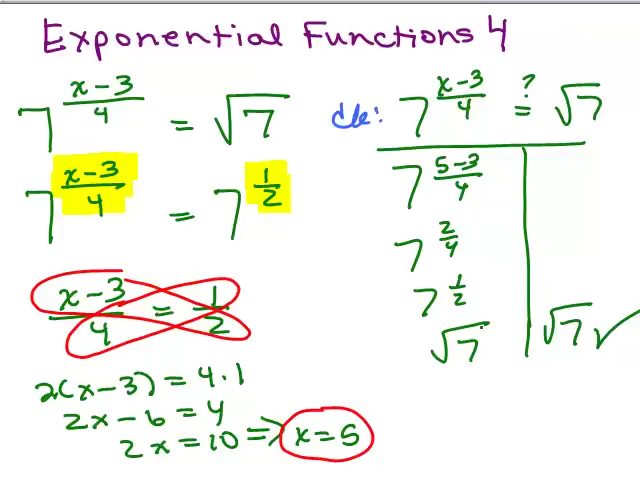 Exponential Functions 4
7^((x-3)/4) = √7
7^((x-3)/4) = 7^(1/2)
(x-3)/4 = 1/2
2(x-3) = 4·1
2x-6 = 4
2x = 10 => x=5
ck: 7^((x-3)/4) ?= √7
7^((5-3)/4)
7^(2/4)
7^(1/2)
√7 √7 ✓